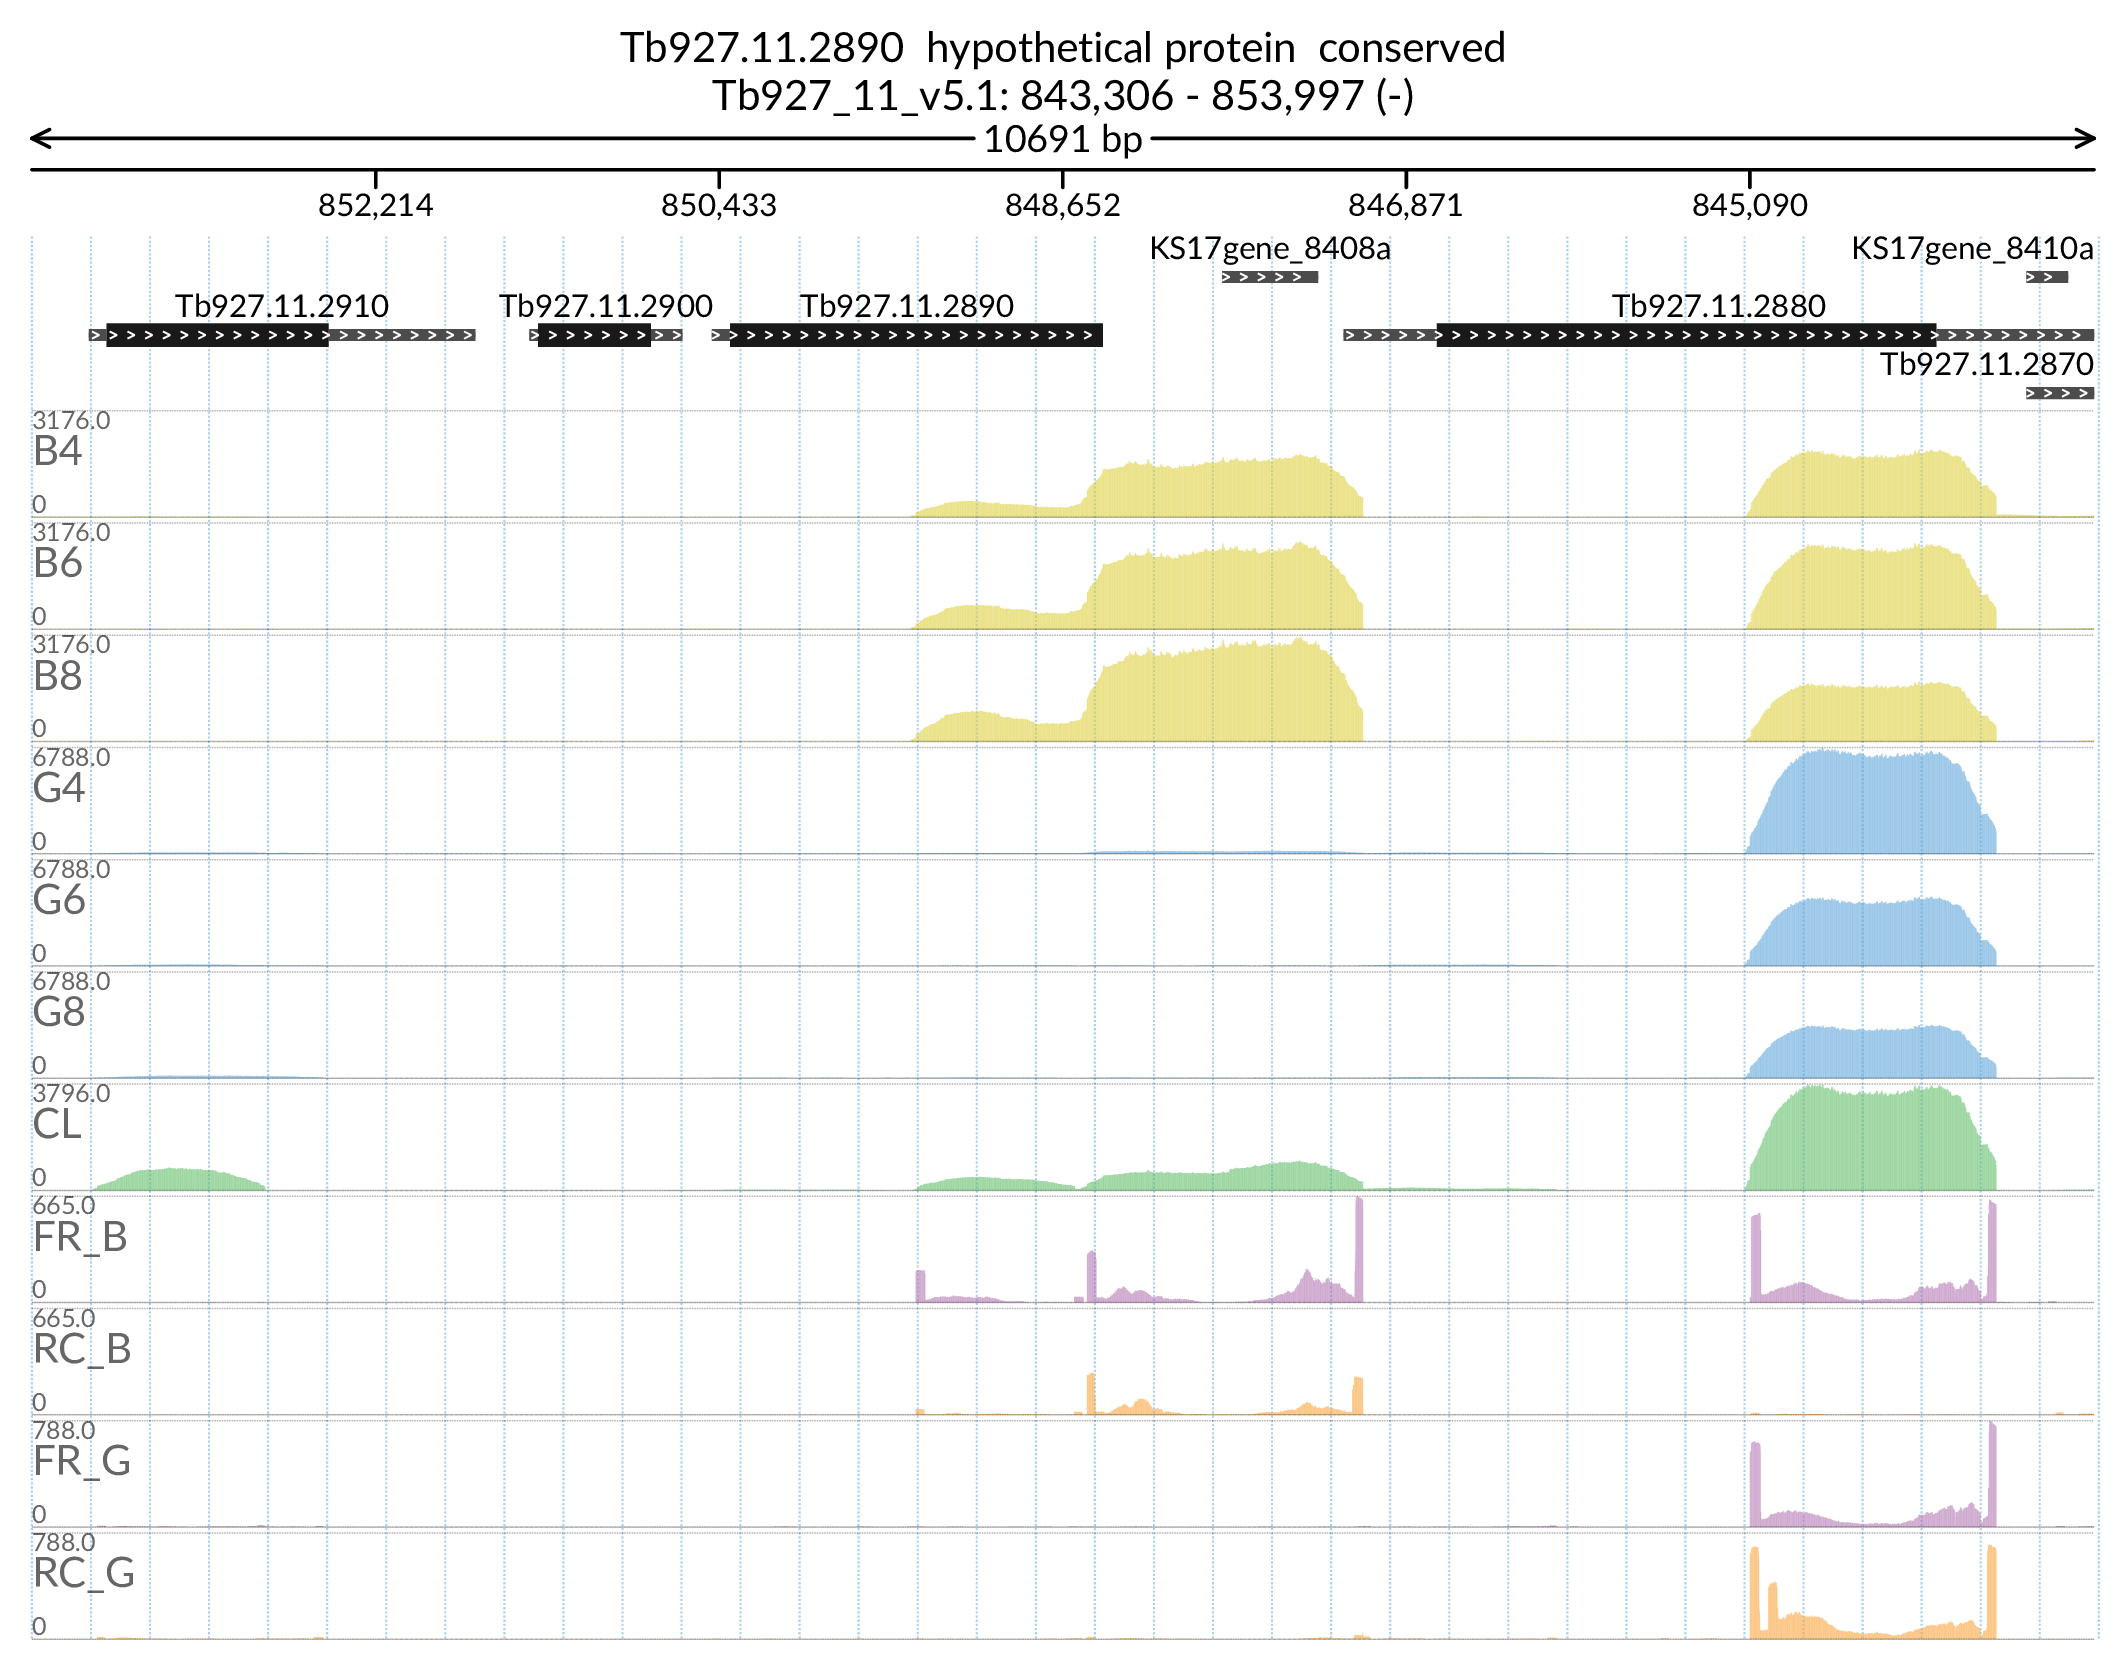 Tb927.11.2890  hypothetical protein  conserved
Tb927_11_v5.1: 843,306 - 853,997 (-)
10691 bp
852,214 850,433 848,652 846,871 845,090
KS17gene_8408a KS17gene_8410a
Tb927.11.2910 Tb927.11.2900 Tb927.11.2890 Tb927.11.2880
Tb927.11.2870
3176.0
B4
0
3176.0
B6
0
3176.0
B8
0
6788.0
G4
0
6788.0
G6
0
6788.0
G8
0
3796.0
CL
0
665.0
FR_B
0
665.0
RC_B
0
788.0
FR_G
0
788.0
RC_G
0